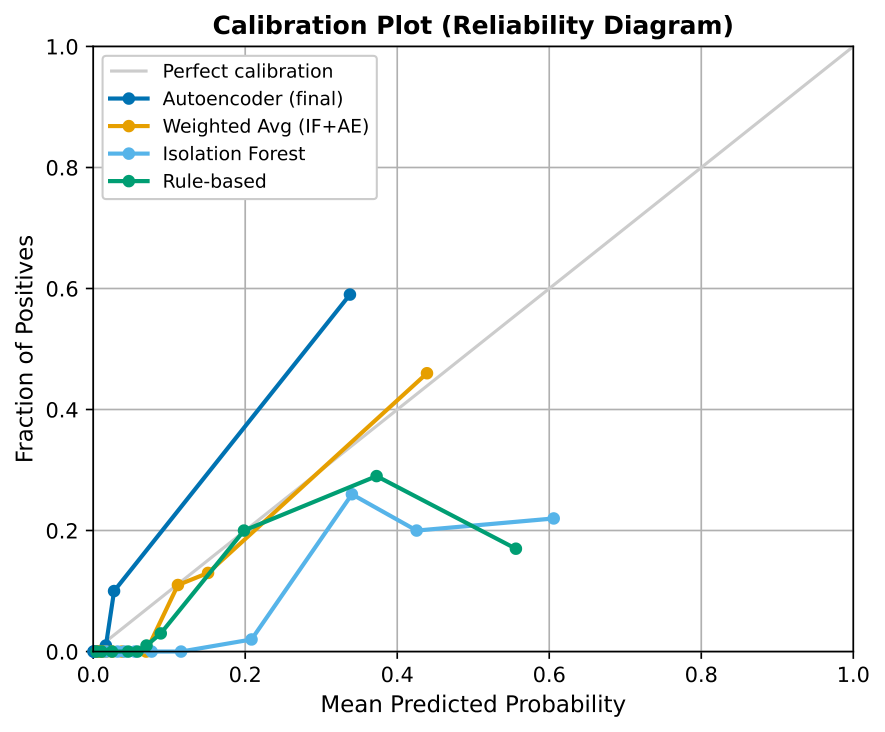 Calibration Plot (Reliability Diagram)
1.0
0.8
0.6
0.4
0.2
0.0
Fraction of Positives
Perfect calibration
Autoencoder (final)
Weighted Avg (IF+AE)
Isolation Forest
Rule-based
0.0 0.2 0.4 0.6 0.8 1.0
Mean Predicted Probability